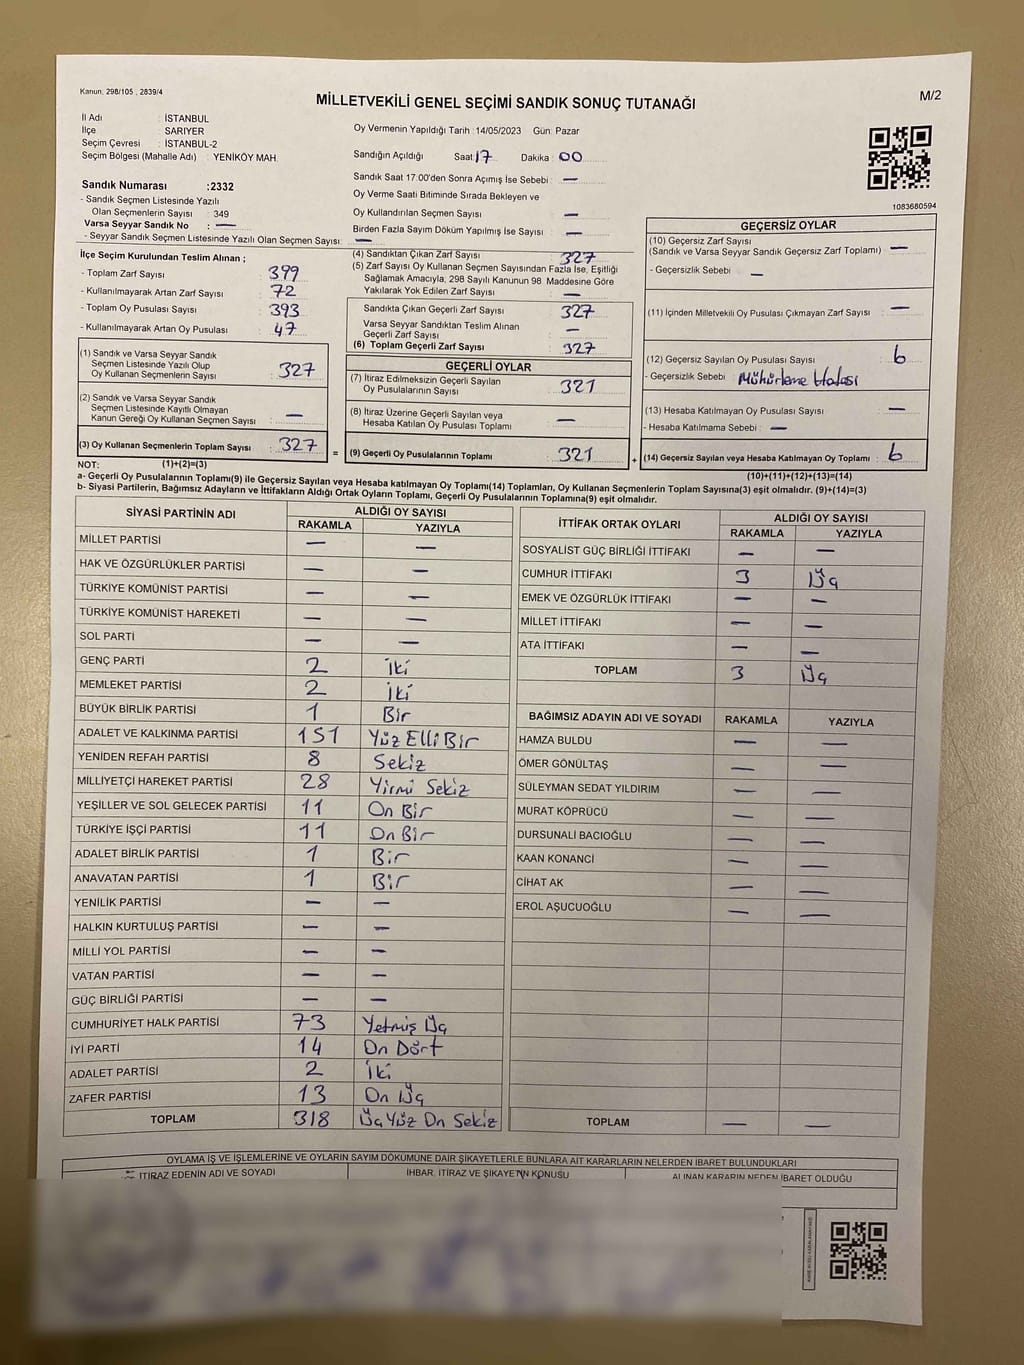 Kanun: 298/105 , 2839/4
MİLLETVEKİLİ GENEL SEÇİMİ SANDIK SONUÇ TUTANAĞI
M/2
İl Adı : İSTANBUL
İlçe : SARIYER
Seçim Çevresi : İSTANBUL-2
Seçim Bölgesi (Mahalle Adı) : YENİKÖY MAH.
Oy Vermenin Yapıldığı Tarih : 14/05/2023 Gün: Pazar
Sandığın Açıldığı Saat : 17 Dakika : 00
Sandık Saat 17:00'den Sonra Açımış İse Sebebi : —
Oy Verme Saati Bitiminde Sırada Bekleyen ve
Oy Kullandırılan Seçmen Sayısı —
Birden Fazla Sayım Döküm Yapılmış İse Sayısı : —
1083680594
Sandık Numarası :2332
- Sandık Seçmen Listesinde Yazılı
Olan Seçmenlerin Sayısı : 349
Varsa Seyyar Sandık No : —
- Seyyar Sandık Seçmen Listesinde Yazılı Olan Seçmen Sayısı: —
İlçe Seçim Kurulundan Teslim Alınan ;
- Toplam Zarf Sayısı : 399
- Kullanılmayarak Artan Zarf Sayısı : 72
- Toplam Oy Pusulası Sayısı : 393
- Kullanılmayarak Artan Oy Pusulası : 47
(1) Sandık ve Varsa Seyyar Sandık
Seçmen Listesinde Yazılı Olup
Oy Kullanan Seçmenlerin Sayısı : 327
(2) Sandık ve Varsa Seyyar Sandık
Seçmen Listesinde Kayıtlı Olmayan
Kanun Gereği Oy Kullanan Seçmen Sayısı : —
(3) Oy Kullanan Seçmenlerin Toplam Sayısı : 327
(4) Sandıktan Çıkan Zarf Sayısı : 327
(5) Zarf Sayısı Oy Kullanan Seçmen Sayısından Fazla İse, Eşitliği
Sağlamak Amacıyla; 298 Sayılı Kanunun 98. Maddesine Göre
Yakılarak Yok Edilen Zarf Sayısı : —
Sandıkta Çıkan Geçerli Zarf Sayısı : 327
Varsa Seyyar Sandıktan Teslim Alınan
Geçerli Zarf Sayısı : —
(6) Toplam Geçerli Zarf Sayısı : 327
GEÇERLİ OYLAR
(7) İtiraz Edilmeksizin Geçerli Sayılan
Oy Pusulalarının Sayısı : 321
(8) İtiraz Üzerine Geçerli Sayılan veya
Hesaba Katılan Oy Pusulası Toplamı : —
= (9) Geçerli Oy Pusulalarının Toplamı : 321
GEÇERSİZ OYLAR
(10) Geçersiz Zarf Sayısı
(Sandık ve Varsa Seyyar Sandık Geçersiz Zarf Toplamı) : —
- Geçersizlik Sebebi : —
(11) İçinden Milletvekili Oy Pusulası Çıkmayan Zarf Sayısı : —
(12) Geçersiz Sayılan Oy Pusulası Sayısı : 6
- Geçersizlik Sebebi : Mühürleme Hatası
(13) Hesaba Katılmayan Oy Pusulası Sayısı : —
- Hesaba Katılmama Sebebi : —
+ (14) Geçersiz Sayılan veya Hesaba Katılmayan Oy Toplamı : 6
NOT: (1)+(2)=(3)
(10)+(11)+(12)+(13)=(14)
a- Geçerli Oy Pusulalarının Toplamı(9) ile Geçersiz Sayılan veya Hesaba katılmayan Oy Toplamı(14) Toplamları, Oy Kullanan Seçmenlerin Toplam Sayısına(3) eşit olmalıdır. (9)+(14)=(3)
b- Siyasi Partilerin, Bağımsız Adayların ve İttifakların Aldığı Ortak Oyların Toplamı, Geçerli Oy Pusulalarının Toplamına(9) eşit olmalıdır.
SİYASİ PARTİNİN ADI ALDIĞI OY SAYISI
RAKAMLA YAZIYLA
MİLLET PARTİSİ — —
HAK VE ÖZGÜRLÜKLER PARTİSİ — —
TÜRKİYE KOMÜNİST PARTİSİ — —
TÜRKİYE KOMÜNİST HAREKETİ — —
SOL PARTİ — —
GENÇ PARTİ 2 İki
MEMLEKET PARTİSİ 2 İki
BÜYÜK BİRLİK PARTİSİ 1 Bir
ADALET VE KALKINMA PARTİSİ 151 Yüz Elli Bir
YENİDEN REFAH PARTİSİ 8 Sekiz
MİLLİYETÇİ HAREKET PARTİSİ 28 Yirmi Sekiz
YEŞİLLER VE SOL GELECEK PARTİSİ 11 On Bir
TÜRKİYE İŞÇİ PARTİSİ 11 On Bir
ADALET BİRLİK PARTİSİ 1 Bir
ANAVATAN PARTİSİ 1 Bir
YENİLİK PARTİSİ — —
HALKIN KURTULUŞ PARTİSİ — —
MİLLİ YOL PARTİSİ — —
VATAN PARTİSİ — —
GÜÇ BİRLİĞİ PARTİSİ — —
CUMHURİYET HALK PARTİSİ 73 Yetmiş Üç
İYİ PARTİ 14 On Dört
ADALET PARTİSİ 2 İki
ZAFER PARTİSİ 13 On Üç
TOPLAM 318 Üç Yüz On Sekiz
İTTİFAK ORTAK OYLARI ALDIĞI OY SAYISI
RAKAMLA YAZIYLA
SOSYALİST GÜÇ BİRLİĞİ İTTİFAKI — —
CUMHUR İTTİFAKI 3 Üç
EMEK VE ÖZGÜRLÜK İTTİFAKI — —
MİLLET İTTİFAKI — —
ATA İTTİFAKI — —
TOPLAM 3 Üç
BAĞIMSIZ ADAYIN ADI VE SOYADI RAKAMLA YAZIYLA
HAMZA BULDU — —
ÖMER GÖNÜLTAŞ — —
SÜLEYMAN SEDAT YILDIRIM — —
MURAT KÖPRÜCÜ — —
DURSUNALİ BACIOĞLU — —
KAAN KONANCİ — —
CİHAT AK — —
EROL AŞUCUOĞLU — —
TOPLAM — —
OYLAMA İŞ VE İŞLEMLERİNE VE OYLARIN SAYIM DÖKÜMÜNE DAİR ŞİKAYETLERLE BUNLARA AİT KARARLARIN NELERDEN İBARET BULUNDUKLARI
İTİRAZ EDENİN ADI VE SOYADI İHBAR, İTİRAZ VE ŞİKAYETİN KONUSU ALINAN KARARIN NEDEN İBARET OLDUĞU